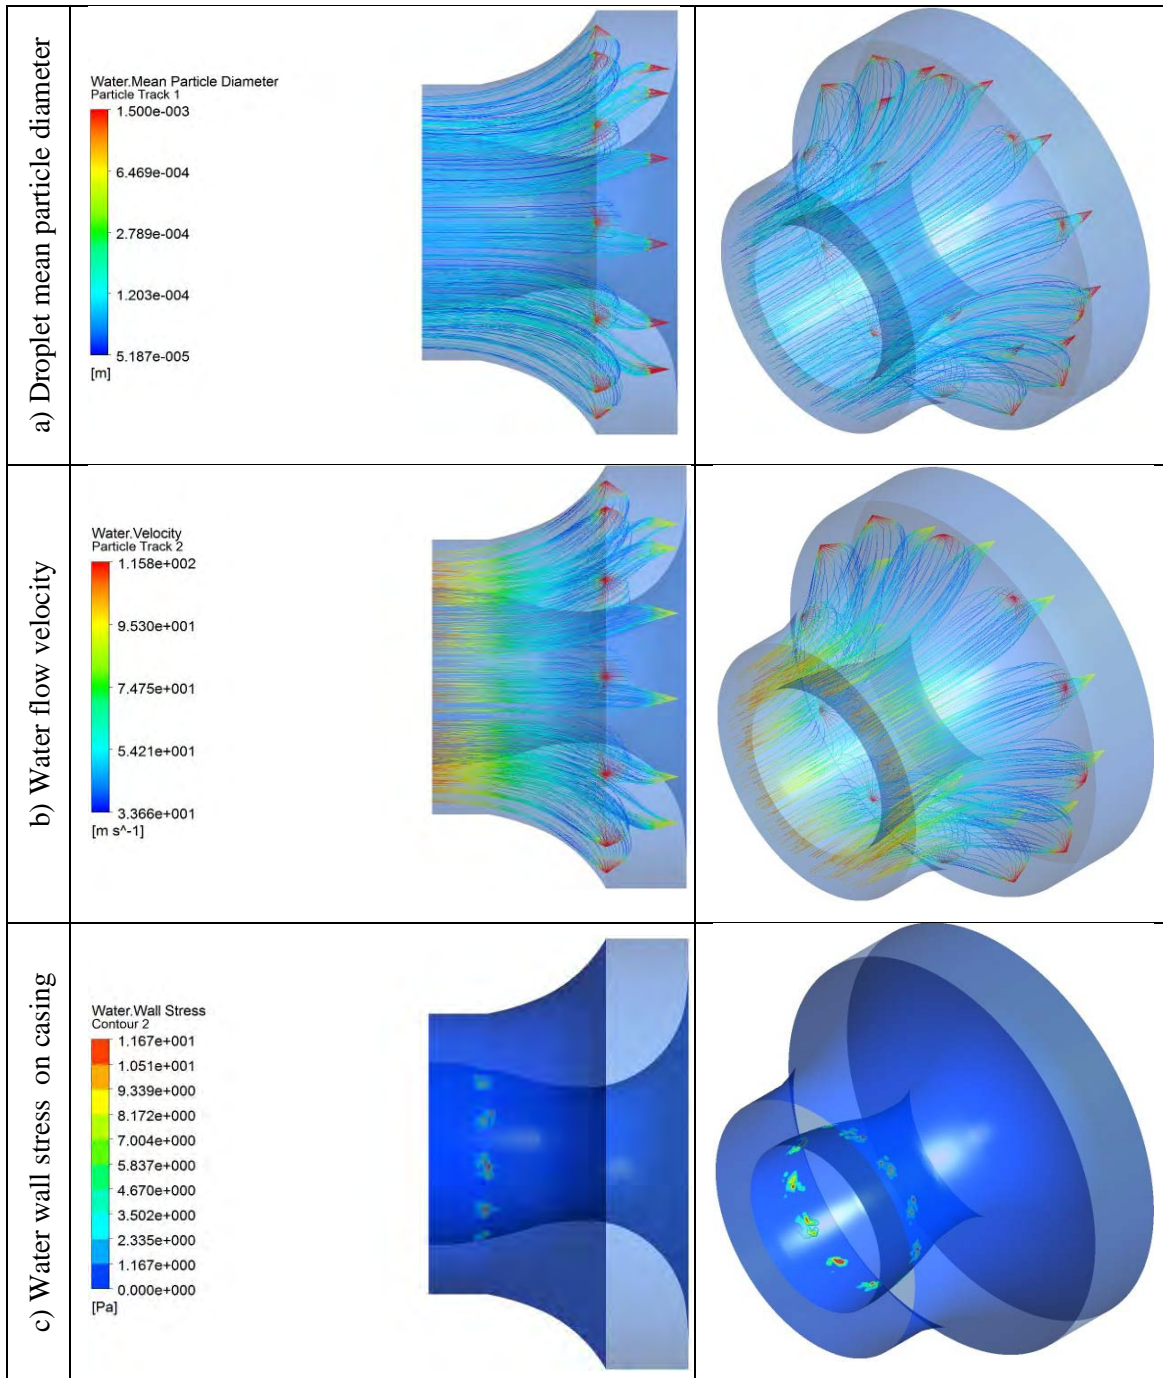 a) Droplet mean particle diameter
Water.Mean Particle Diameter
Particle Track 1
1.500e-003
6.469e-004
2.789e-004
1.203e-004
5.187e-005
[m]
b) Water flow velocity
Water.Velocity
Particle Track 2
1.158e+002
9.530e+001
7.475e+001
5.421e+001
3.366e+001
[m s^-1]
c) Water wall stress on casing
Water.Wall Stress
Contour 2
1.167e+001
1.051e+001
9.339e+000
8.172e+000
7.004e+000
5.837e+000
4.670e+000
3.502e+000
2.335e+000
1.167e+000
0.000e+000
[Pa]